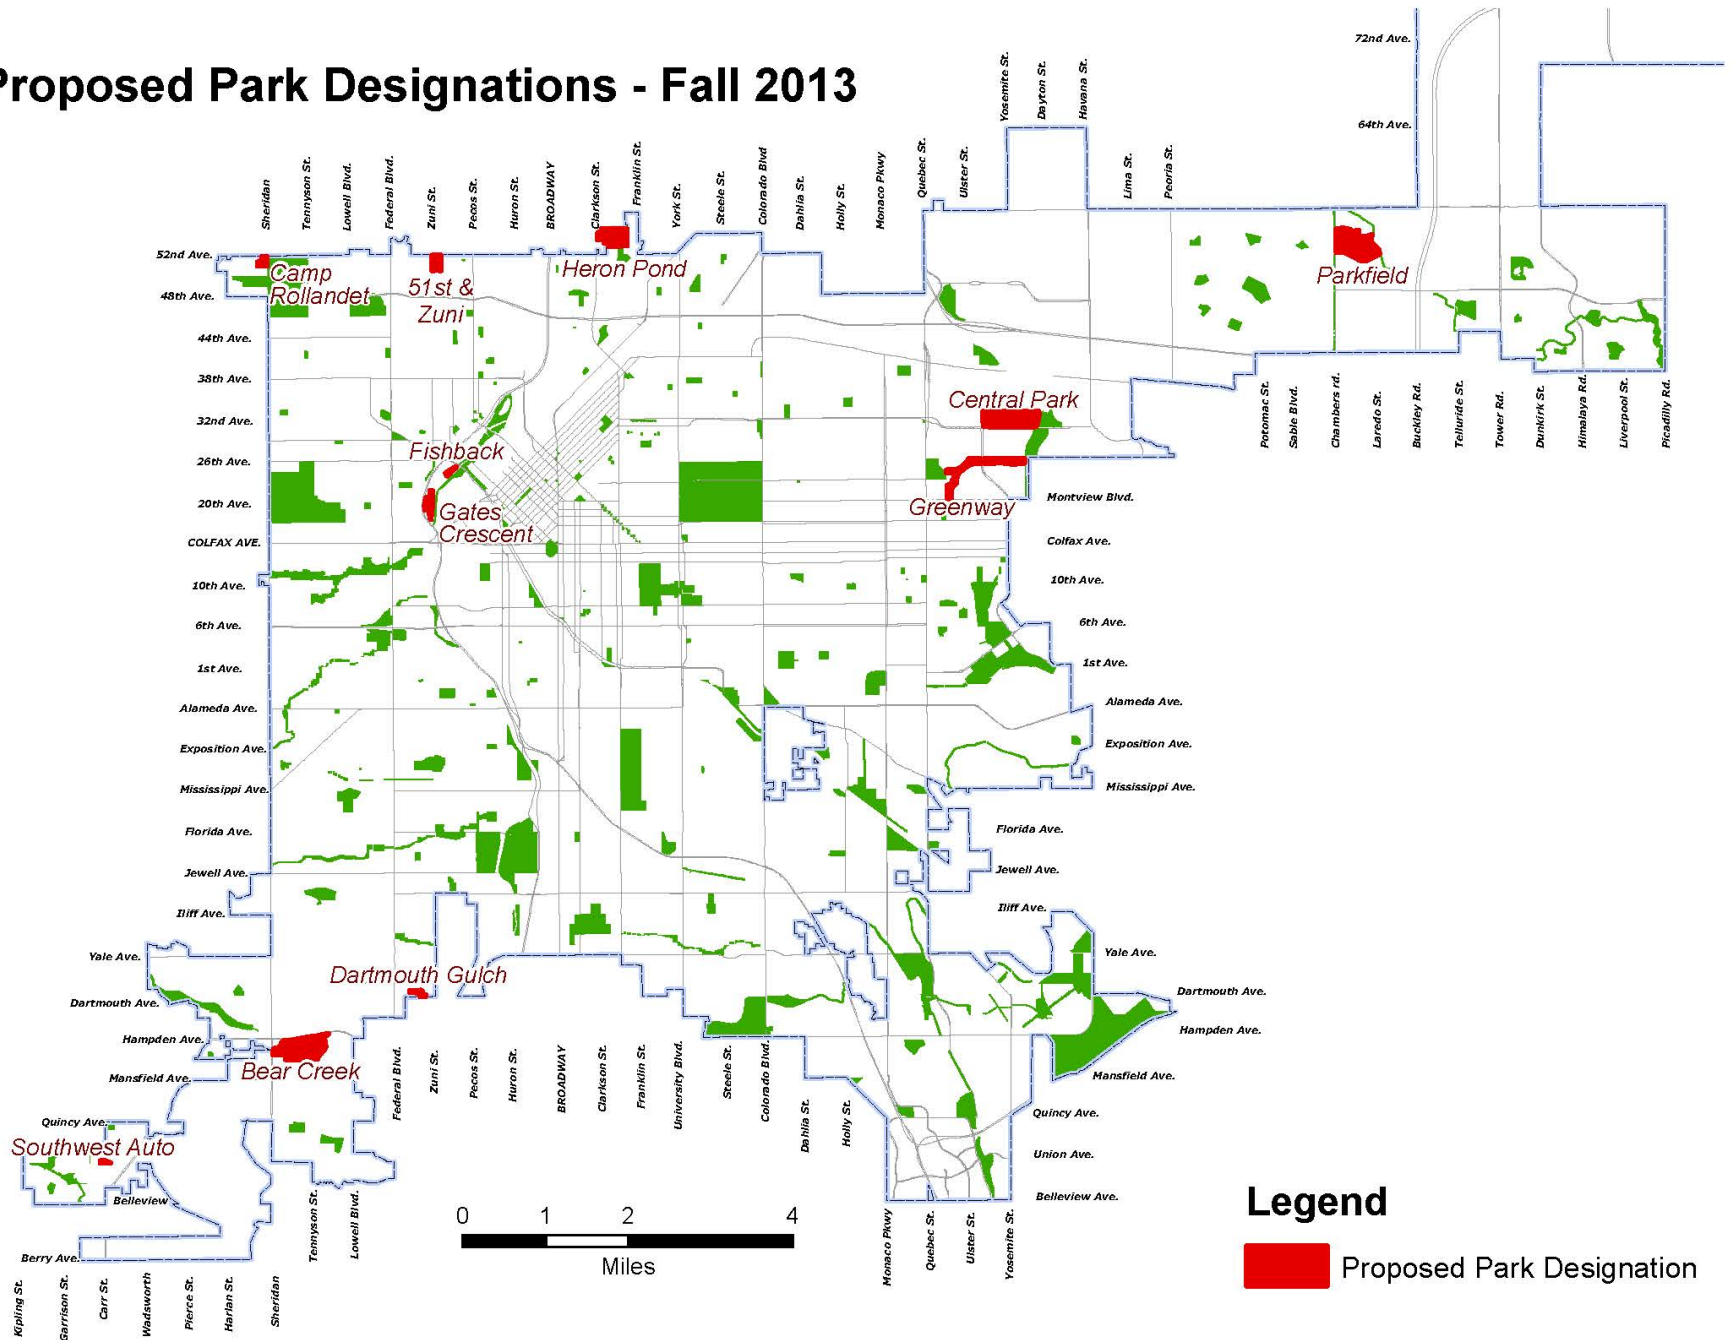 Proposed Park Designations - Fall 2013
72nd Ave.
64th Ave.
Yosemite St.
Dayton St.
Havana St.
Sheridan
Tennyson St.
Lowell Blvd.
Federal Blvd.
Zuni St.
Pecos St.
Huron St.
BROADWAY
Clarkson St.
Franklin St.
York St.
Steele St.
Colorado Blvd
Dahlia St.
Holly St.
Monaco Pkwy
Quebec St.
Ulster St.
Lima St.
Peoria St.
52nd Ave.
48th Ave.
44th Ave.
38th Ave.
32nd Ave.
26th Ave.
20th Ave.
COLFAX AVE.
10th Ave.
6th Ave.
1st Ave.
Alameda Ave.
Exposition Ave.
Mississippi Ave.
Florida Ave.
Jewell Ave.
Iliff Ave.
Yale Ave.
Dartmouth Ave.
Hampden Ave.
Mansfield Ave.
Quincy Ave.
Belleview
Berry Ave.
Camp
Rollandet
51st &
Zuni
Heron Pond
Parkfield
Central Park
Greenway
Fishback
Gates
Crescent
Dartmouth Gulch
Bear Creek
Southwest Auto
Potomac St.
Sable Blvd.
Chambers rd.
Laredo St.
Buckley Rd.
Telluride St.
Tower Rd.
Dunkirk St.
Himalaya Rd.
Liverpool St.
Picadilly Rd.
Montview Blvd.
Colfax Ave.
10th Ave.
6th Ave.
1st Ave.
Alameda Ave.
Exposition Ave.
Mississippi Ave.
Florida Ave.
Jewell Ave.
Iliff Ave.
Yale Ave.
Dartmouth Ave.
Hampden Ave.
Mansfield Ave.
Quincy Ave.
Union Ave.
Belleview Ave.
Federal Blvd.
Zuni St.
Pecos St.
Huron St.
BROADWAY
Clarkson St.
Franklin St.
University Blvd.
Steele St.
Colorado Blvd.
Dahlia St.
Holly St.
Monaco Pkwy
Quebec St.
Ulster St.
Yosemite St.
Tennyson St.
Lowell Blvd.
Kipling St.
Garrison St.
Carr St.
Wadsworth
Pierce St.
Harlan St.
Sheridan
0 1 2 4
Miles
Legend
Proposed Park Designation